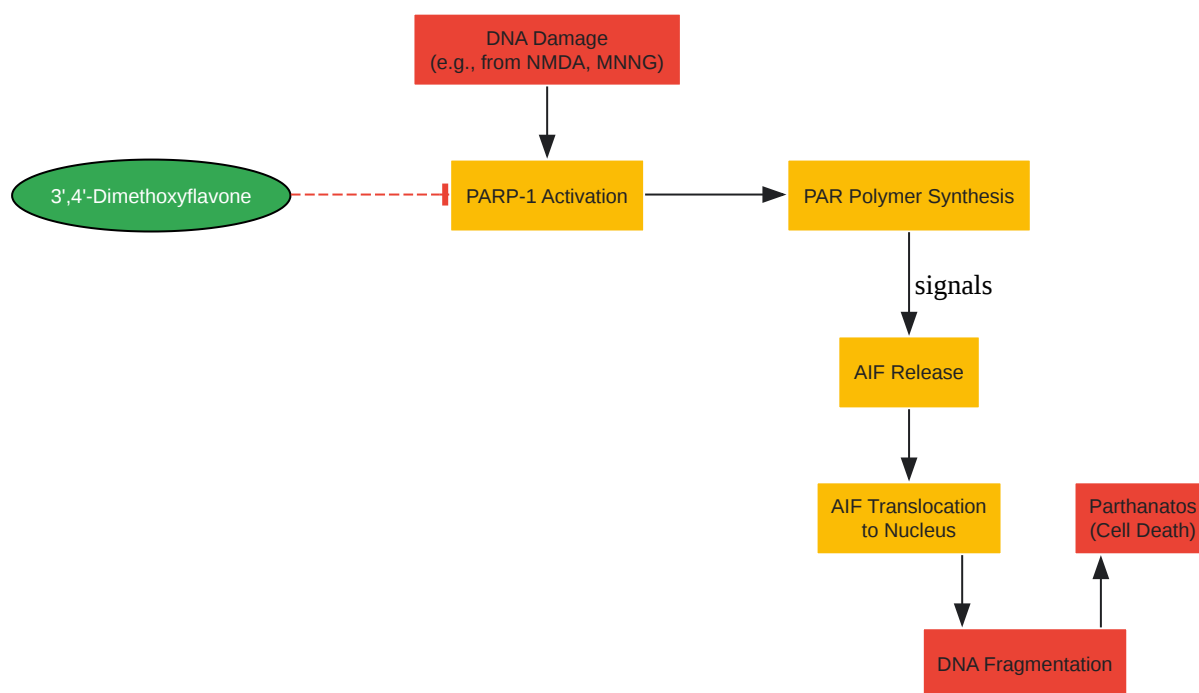 DNA Damage
(e.g., from NMDA, MNNG)
3',4'-Dimethoxyflavone
PARP-1 Activation
PAR Polymer Synthesis
signals
AIF Release
AIF Translocation
to Nucleus
Parthanatos
(Cell Death)
DNA Fragmentation